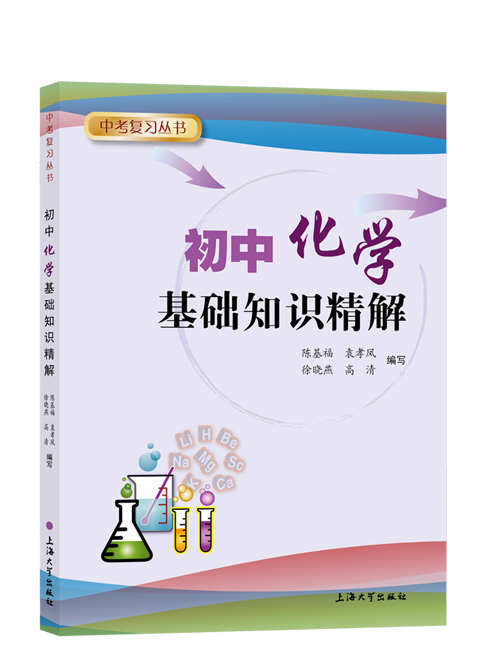 中考复习丛书
初中化学
基础知识精解
陈基福 袁孝凤
徐晓燕 高 清
编写
Li H Be
Na Mg Sc
K Ca
上海大学出版社
中考复习丛书
初中化学基础知识精解
陈基福 袁孝凤
徐晓燕 高 清
编写
上海大学出版社